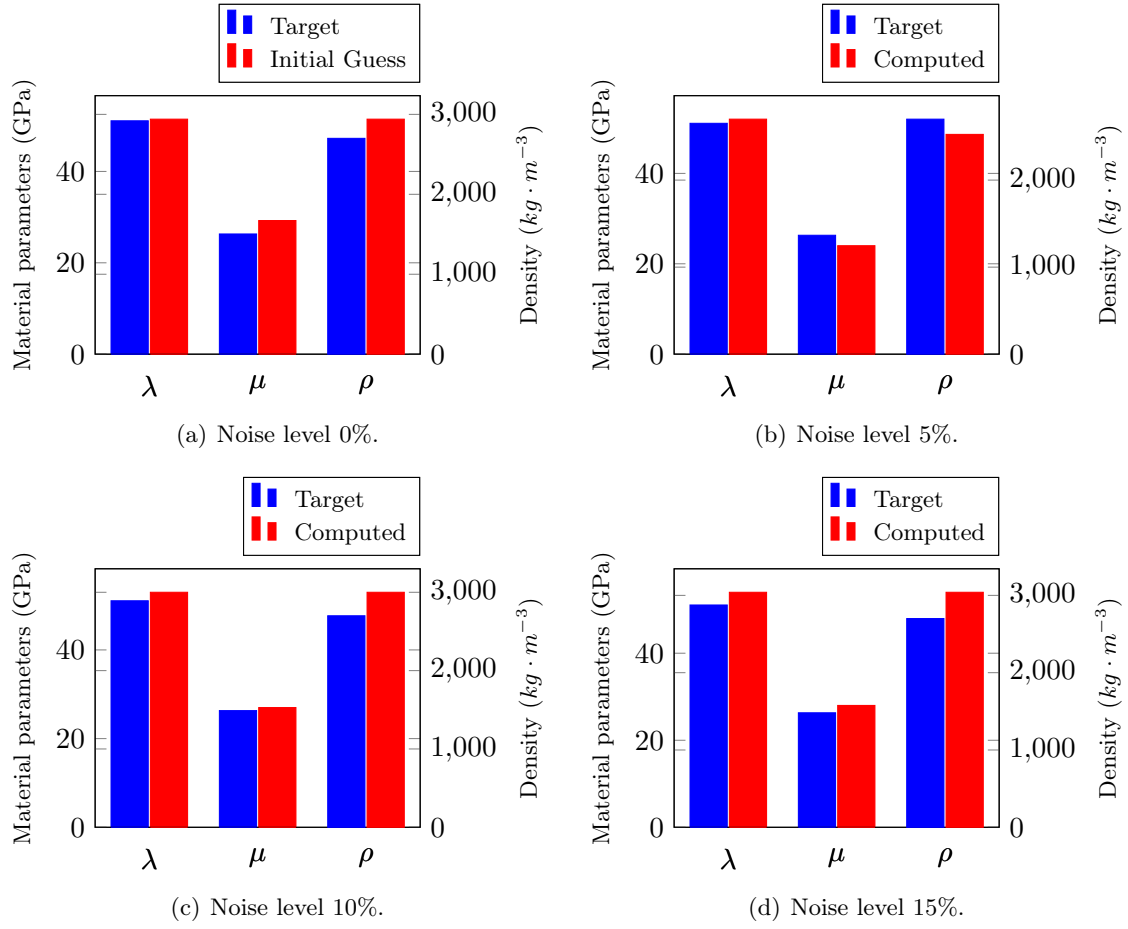 Target
Initial Guess
Material parameters (GPa)
40
20
0
3,000
2,000
1,000
0
Density (kg · m⁻³)
λ μ ρ
(a) Noise level 0%.
Target
Computed
Material parameters (GPa)
40
20
0
2,000
1,000
0
Density (kg · m⁻³)
λ μ ρ
(b) Noise level 5%.
Target
Computed
Material parameters (GPa)
40
20
0
3,000
2,000
1,000
0
Density (kg · m⁻³)
λ μ ρ
(c) Noise level 10%.
Target
Computed
Material parameters (GPa)
40
20
0
3,000
2,000
1,000
0
Density (kg · m⁻³)
λ μ ρ
(d) Noise level 15%.